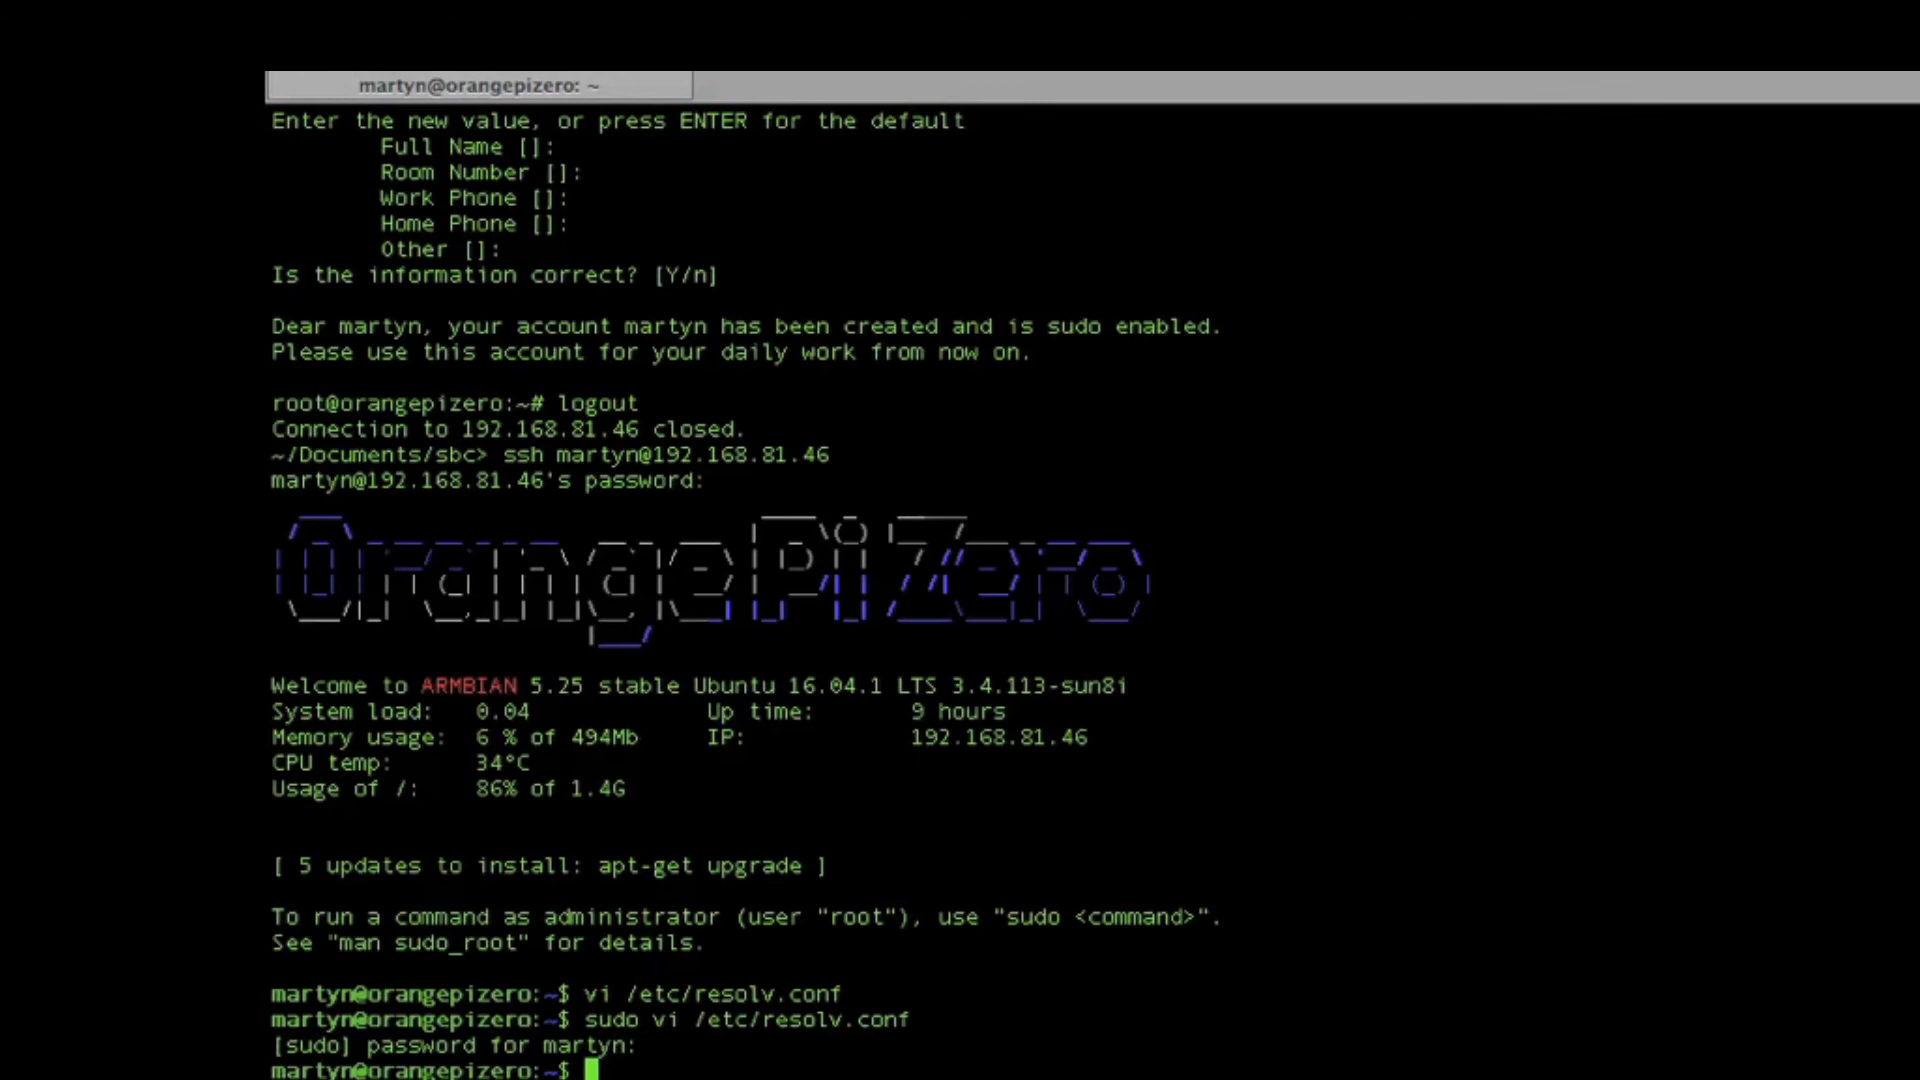 martyn@orangepizero: ~
Enter the new value, or press ENTER for the default
Full Name []:
Room Number []:
Work Phone []:
Home Phone []:
Other []:
Is the information correct? [Y/n]
Dear martyn, your account martyn has been created and is sudo enabled.
Please use this account for your daily work from now on.
root@orangepizero:~# logout
Connection to 192.168.81.46 closed.
~/Documents/sbc> ssh martyn@192.168.81.46
martyn@192.168.81.46's password:
Orange Pi Zero
Welcome to ARMBIAN 5.25 stable Ubuntu 16.04.1 LTS 3.4.113-sun8i
System load: 0.04 Up time: 9 hours
Memory usage: 6 % of 494Mb IP: 192.168.81.46
CPU temp: 34°C
Usage of /: 86% of 1.4G
[ 5 updates to install: apt-get upgrade ]
To run a command as administrator (user "root"), use "sudo <command>".
See "man sudo_root" for details.
martyn@orangepizero:~$ vi /etc/resolv.conf
martyn@orangepizero:~$ sudo vi /etc/resolv.conf
[sudo] password for martyn:
martyn@orangepizero:~$